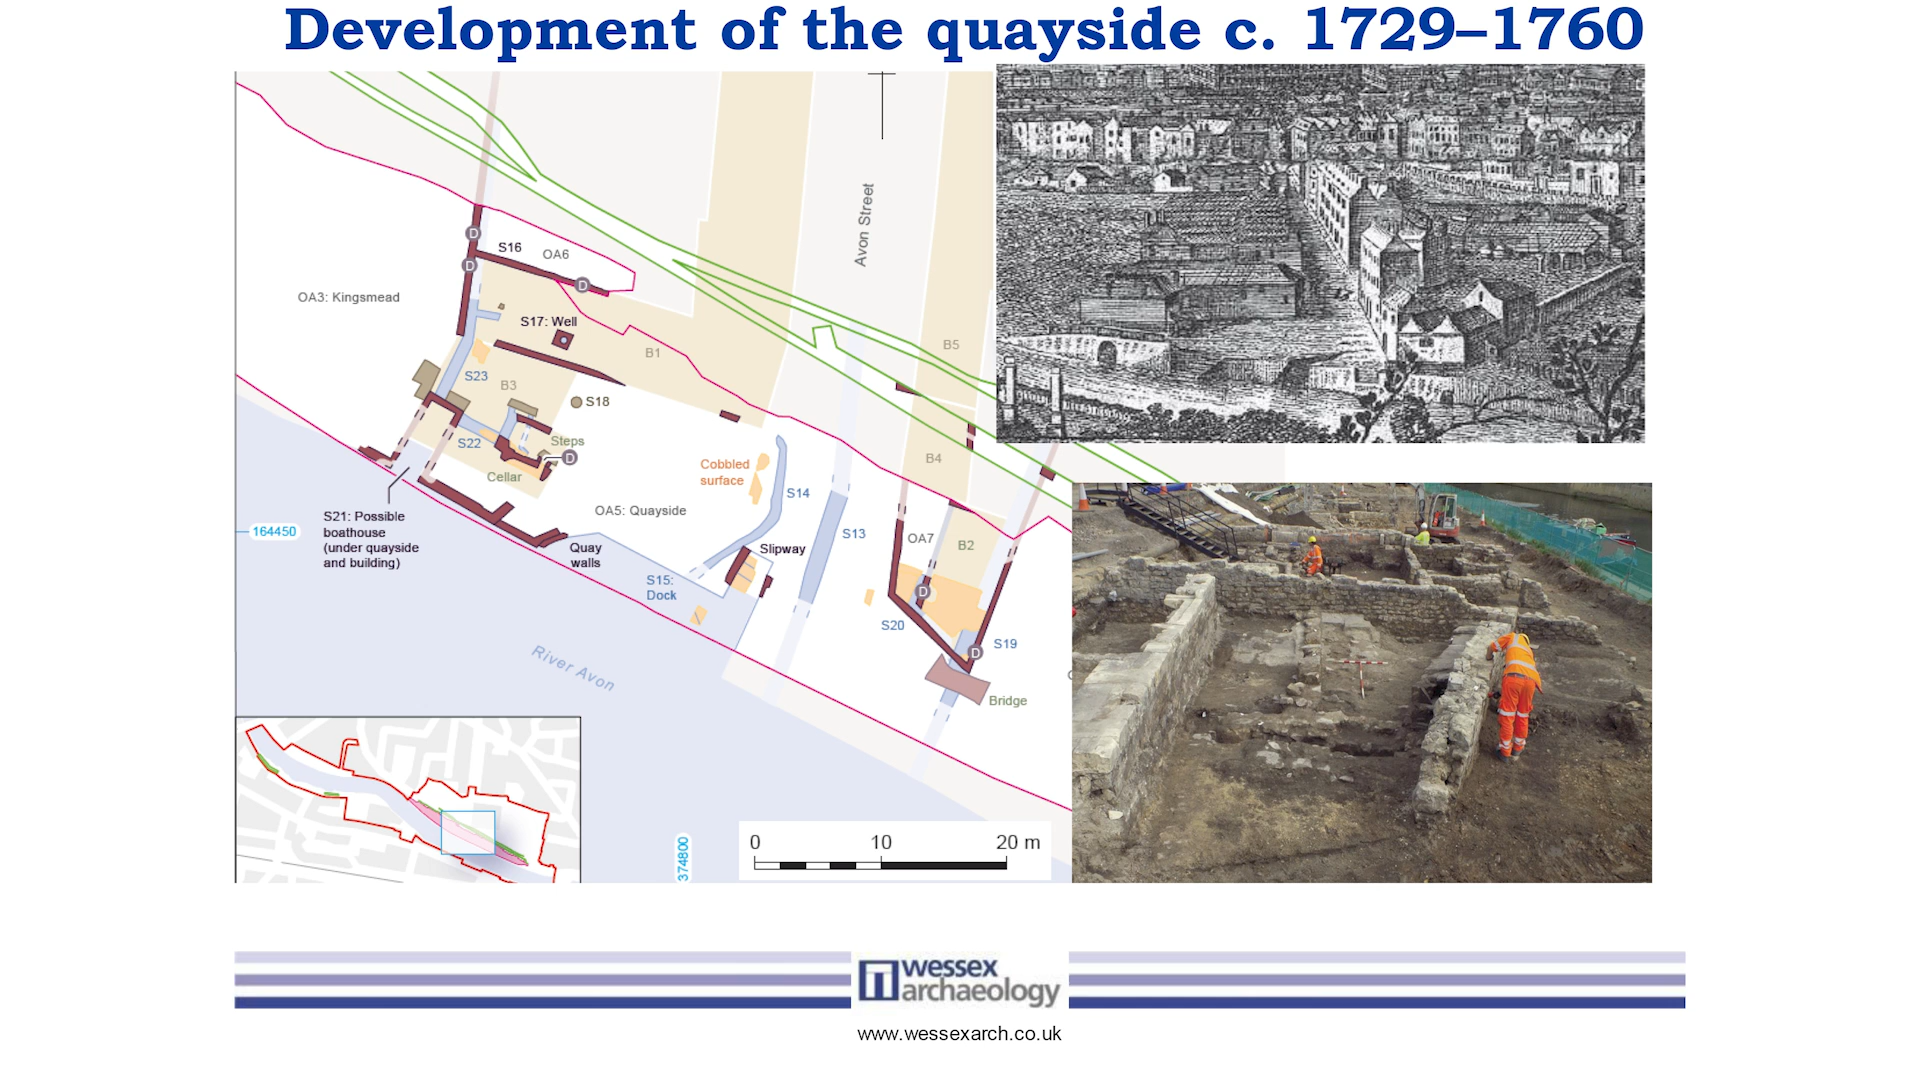 Development of the quayside c. 1729–1760
Avon Street
S16
OA6
OA3: Kingsmead
S17: Well
B1
B5
S23
B3
S18
S22
Steps
Cobbled
surface
B4
Cellar
S14
OA5: Quayside
S21: Possible
boathouse
(under quayside
and building)
164450
S13
OA7
B2
Quay
walls
Slipway
S15:
Dock
S20
S19
River Avon
Bridge
D
D
D
D
D
D
0 10 20 m
374800
wessex
archaeology
www.wessexarch.co.uk